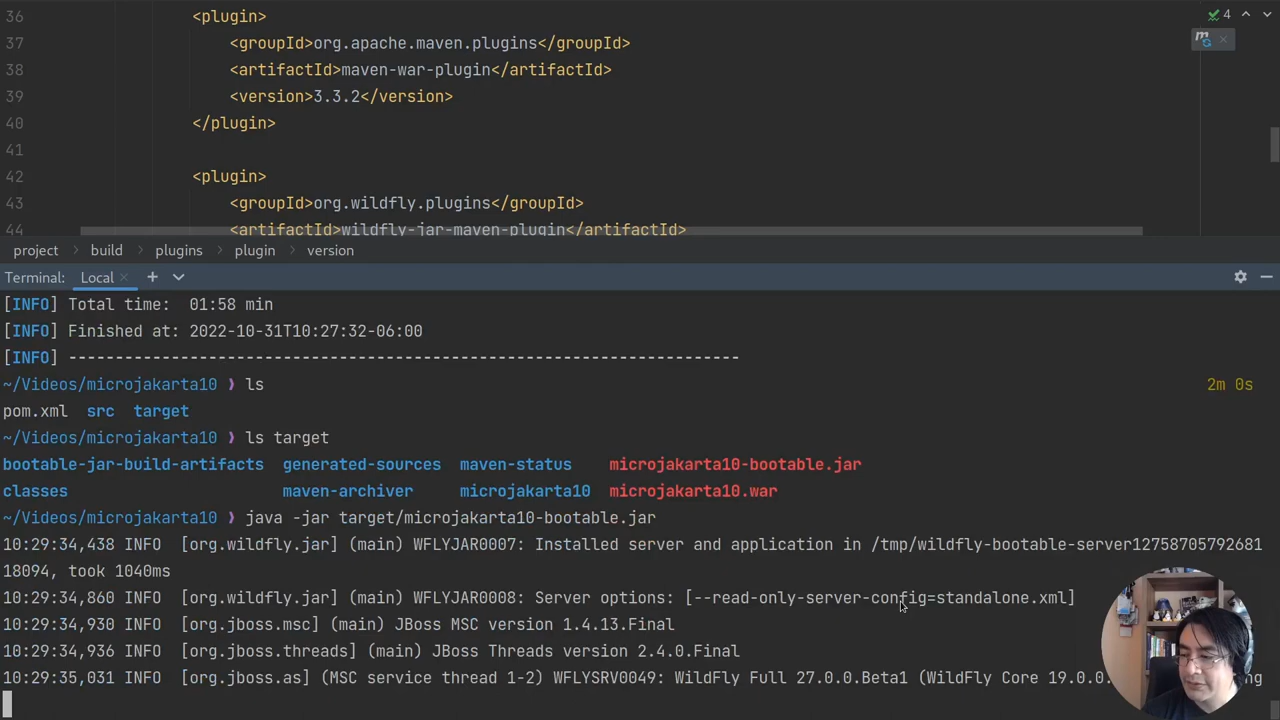 36 <plugin>
4
37 <groupId>org.apache.maven.plugins</groupId>
38 <artifactId>maven-war-plugin</artifactId>
39 <version>3.3.2</version>
40 </plugin>
41
42 <plugin>
43 <groupId>org.wildfly.plugins</groupId>
44 <artifactId>wildfly-jar-maven-plugin</artifactId>
project > build > plugins > plugin > version
Terminal: Local
[INFO] Total time:  01:58 min
[INFO] Finished at: 2022-10-31T10:27:32-06:00
[INFO] ------------------------------------------------------------------------
~/Videos/microjakarta10 ❯ ls 2m 0s
pom.xml  src  target
~/Videos/microjakarta10 ❯ ls target
bootable-jar-build-artifacts  generated-sources  maven-status  microjakarta10-bootable.jar
classes  maven-archiver  microjakarta10  microjakarta10.war
~/Videos/microjakarta10 ❯ java -jar target/microjakarta10-bootable.jar
10:29:34,438 INFO  [org.wildfly.jar] (main) WFLYJAR0007: Installed server and application in /tmp/wildfly-bootable-server12758705792681
18094, took 1040ms
10:29:34,860 INFO  [org.wildfly.jar] (main) WFLYJAR0008: Server options: [--read-only-server-config=standalone.xml]
10:29:34,930 INFO  [org.jboss.msc] (main) JBoss MSC version 1.4.13.Final
10:29:34,936 INFO  [org.jboss.threads] (main) JBoss Threads version 2.4.0.Final
10:29:35,031 INFO  [org.jboss.as] (MSC service thread 1-2) WFLYSRV0049: WildFly Full 27.0.0.Beta1 (WildFly Core 19.0.0.